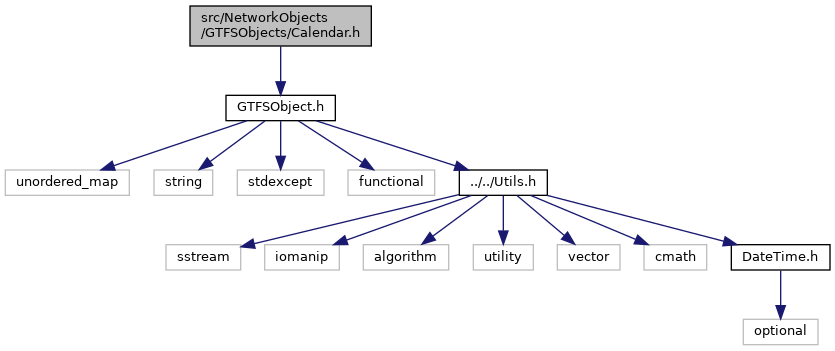 src/NetworkObjects
/GTFSObjects/Calendar.h
GTFSObject.h
unordered_map
string
stdexcept
functional
../../Utils.h
sstream
iomanip
algorithm
utility
vector
cmath
DateTime.h
optional